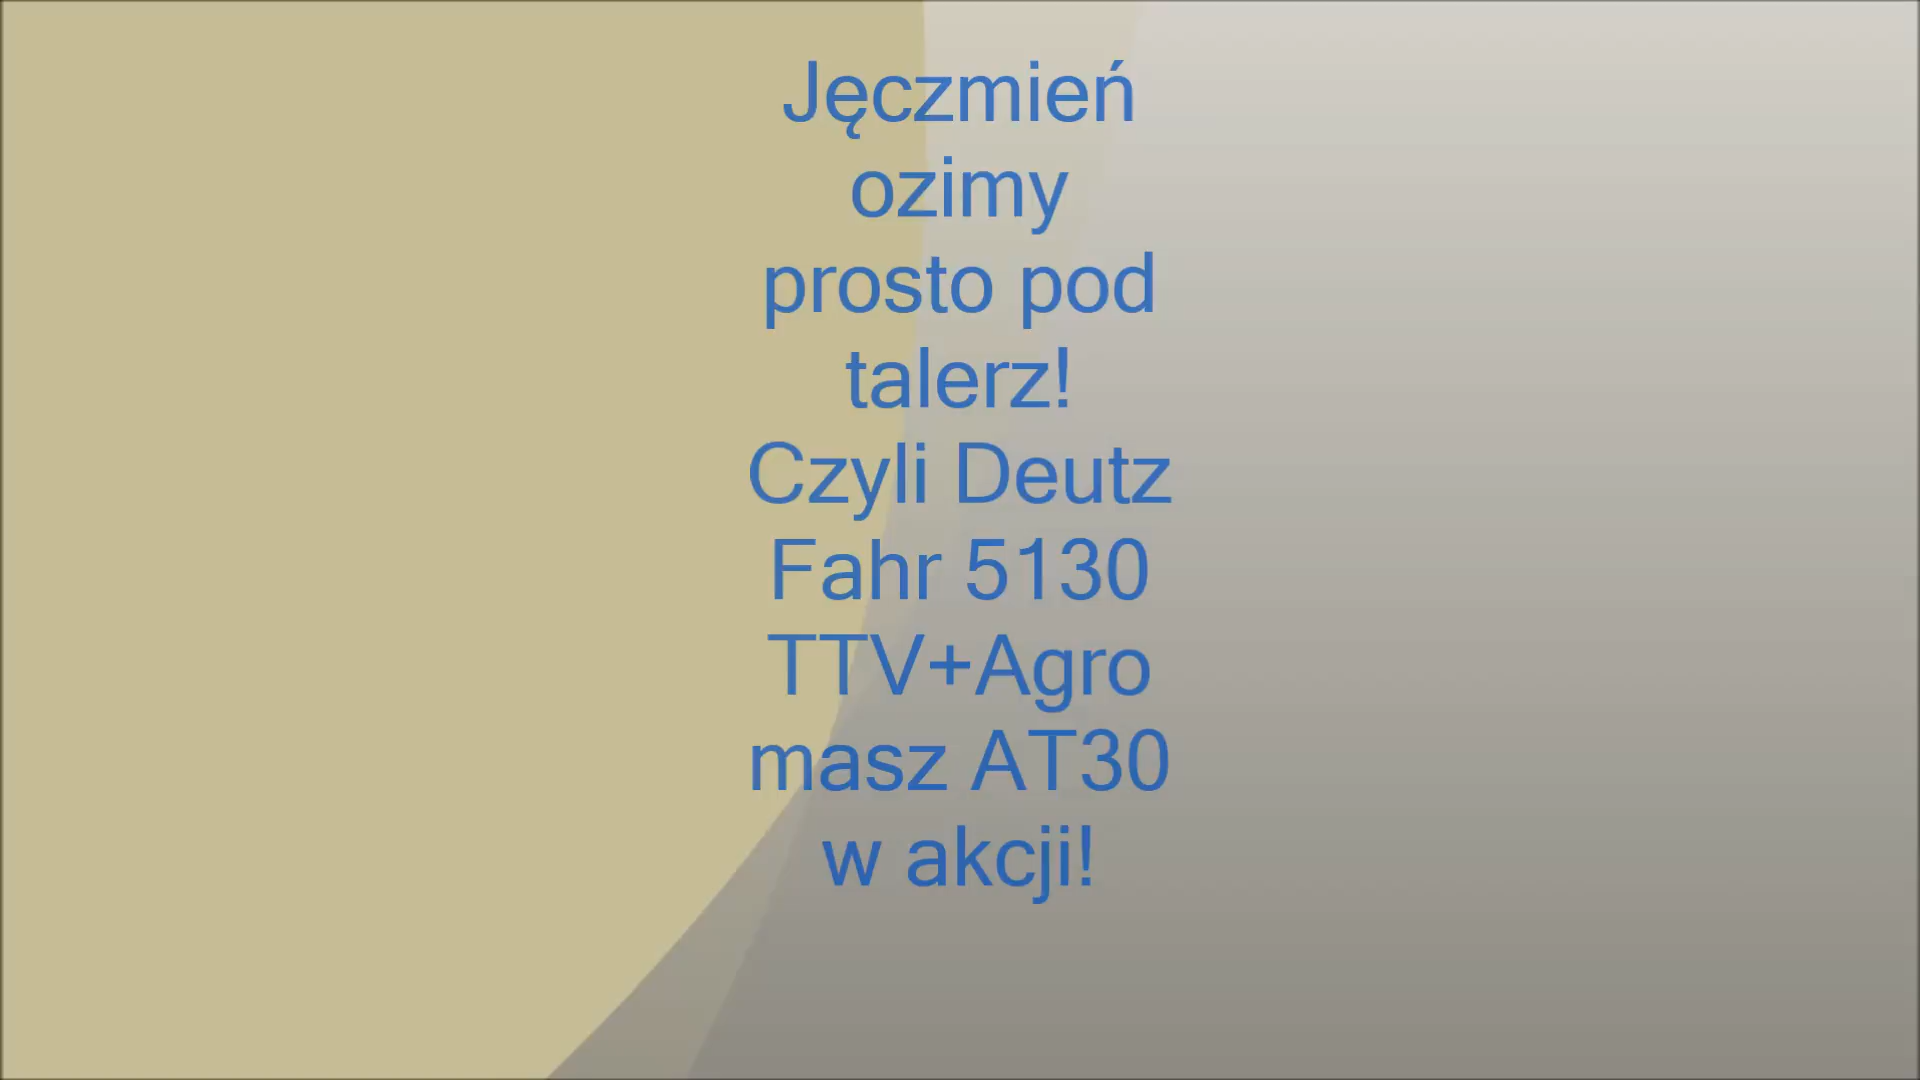 Jęczmień
ozimy
prosto pod
talerz!
Czyli Deutz
Fahr 5130
TTV+Agro
masz AT30
w akcji!